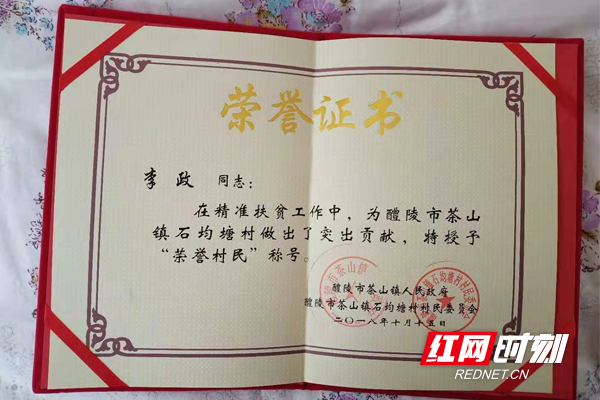 荣誉证书
李政 同志：
在精准扶贫工作中，为醴陵市茶山
镇石均塘村做出了突出贡献，特授予
“荣誉村民”称号。
醴陵市茶山镇人民政府
醴陵市茶山镇石均塘村村民委员会
二〇一八年十月十五日
红网时刻
REDNET.CN